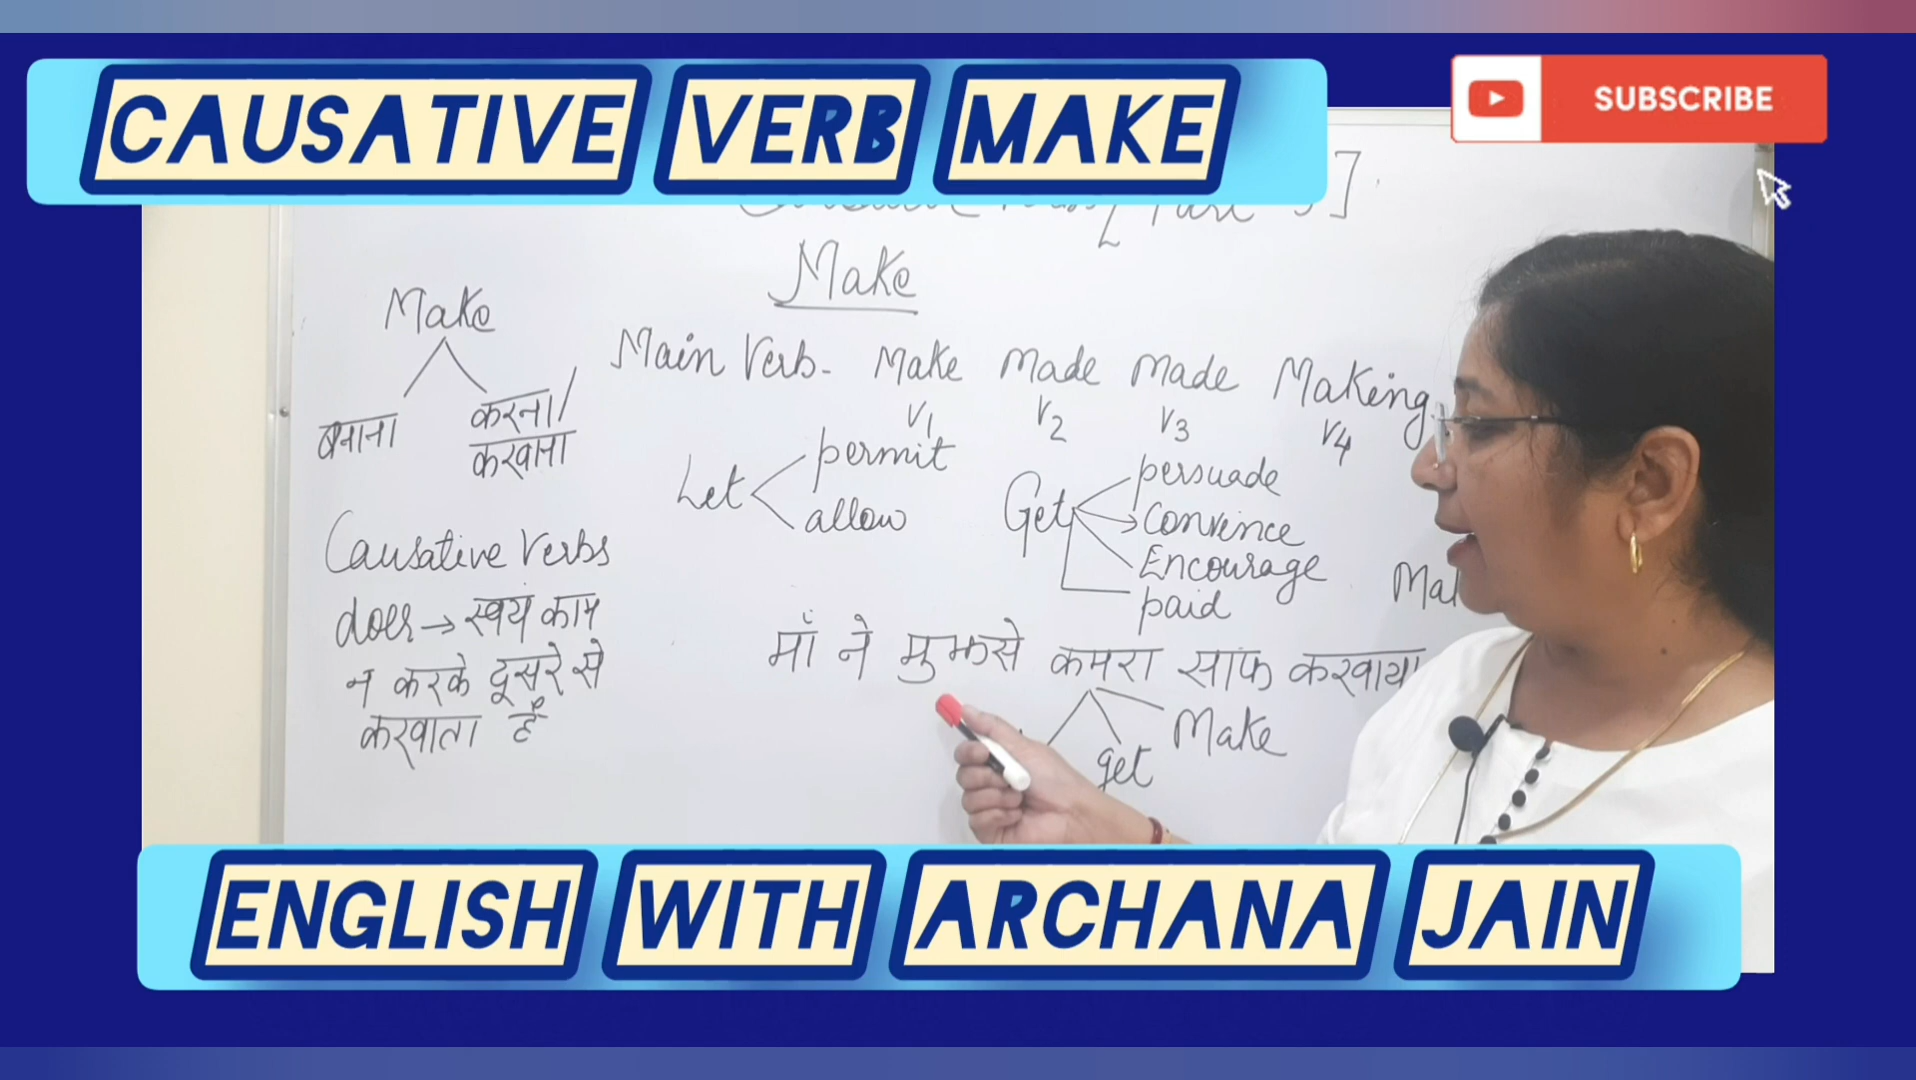 CAUSATIVE VERB MAKE
SUBSCRIBE
Make
Make
बनाना
करना/
करवाना
Main Verb- Make Made Made Making
V1 V2 V3 V4
Let
permit
allow
Get
persuade
Convence
Encourage
paid
Causative Verbs
does → स्वयं काम
न करके दूसरे से
करवाता है
माँ ने मुझसे कमरा साफ करवाया
get
Make
ENGLISH WITH ARCHANA JAIN